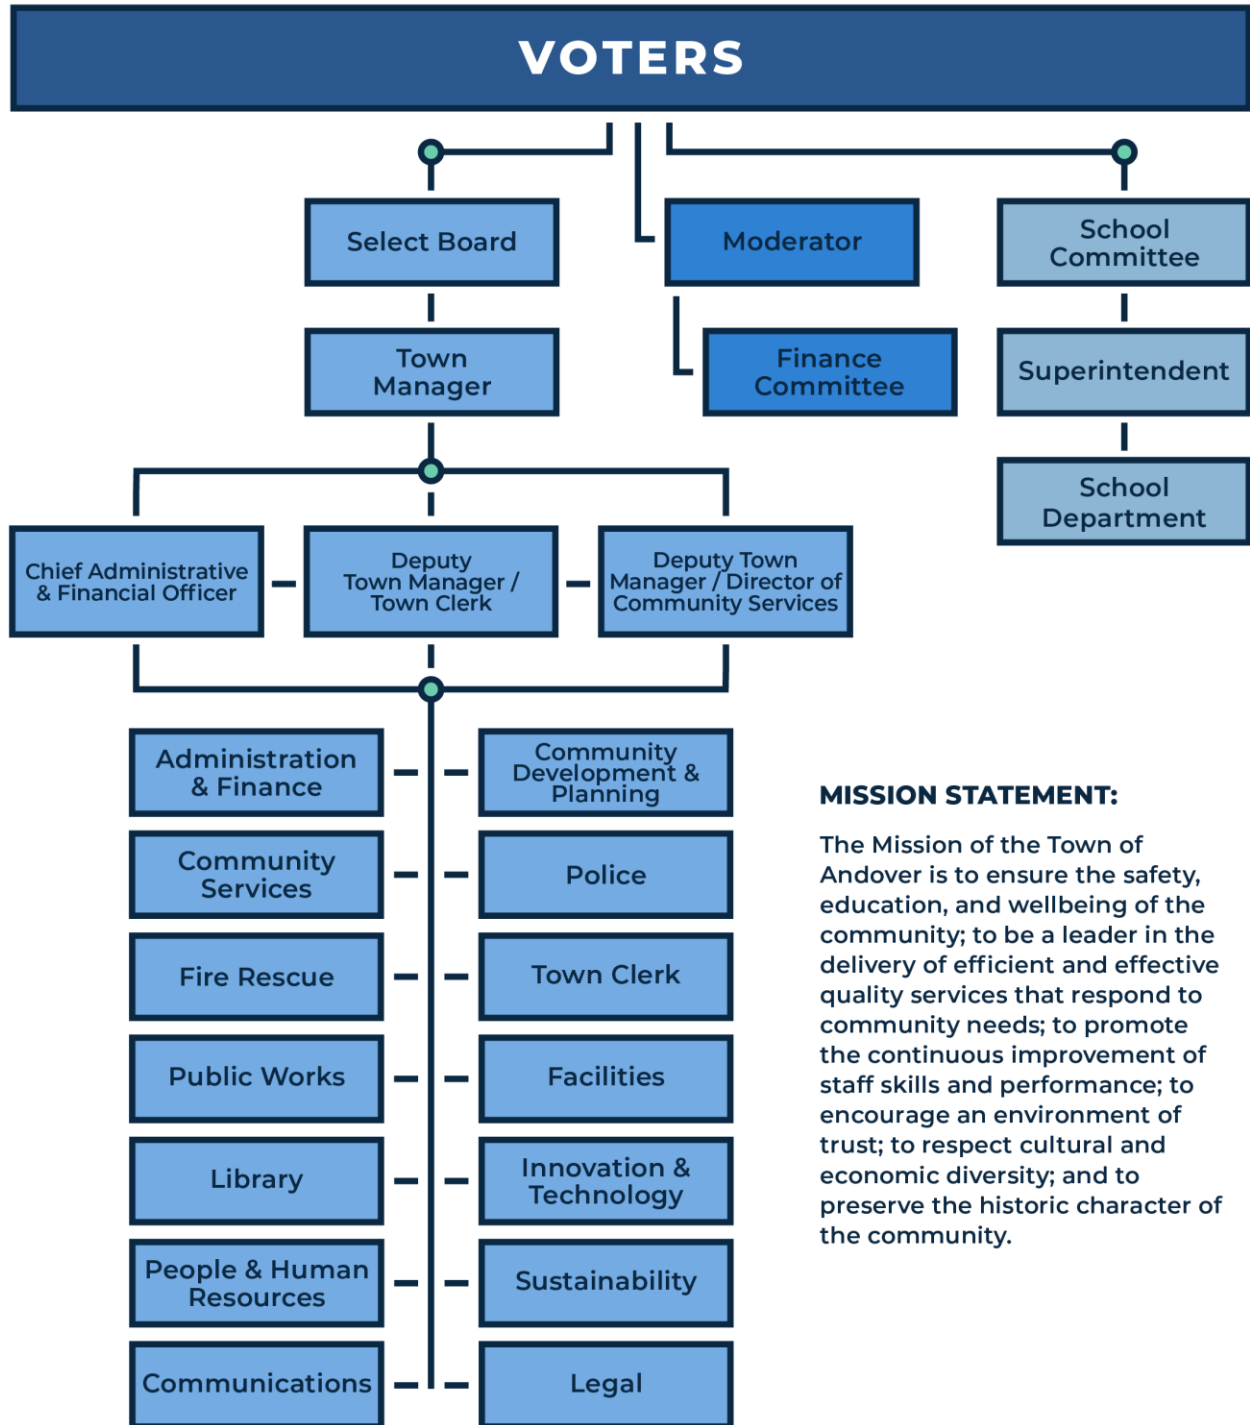 VOTERS
Select Board
Moderator
School
Committee
Town
Manager
Finance
Committee
Superintendent
School
Department
Chief Administrative
& Financial Officer
Deputy
Town Manager /
Town Clerk
Deputy Town
Manager / Director of
Community Services
Administration
& Finance
Community
Development &
Planning
Community
Services
Police
Fire Rescue
Town Clerk
Public Works
Facilities
Library
Innovation &
Technology
People & Human
Resources
Sustainability
Communications
Legal
MISSION STATEMENT:
The Mission of the Town of
Andover is to ensure the safety,
education, and wellbeing of the
community; to be a leader in the
delivery of efficient and effective
quality services that respond to
community needs; to promote
the continuous improvement of
staff skills and performance; to
encourage an environment of
trust; to respect cultural and
economic diversity; and to
preserve the historic character of
the community.